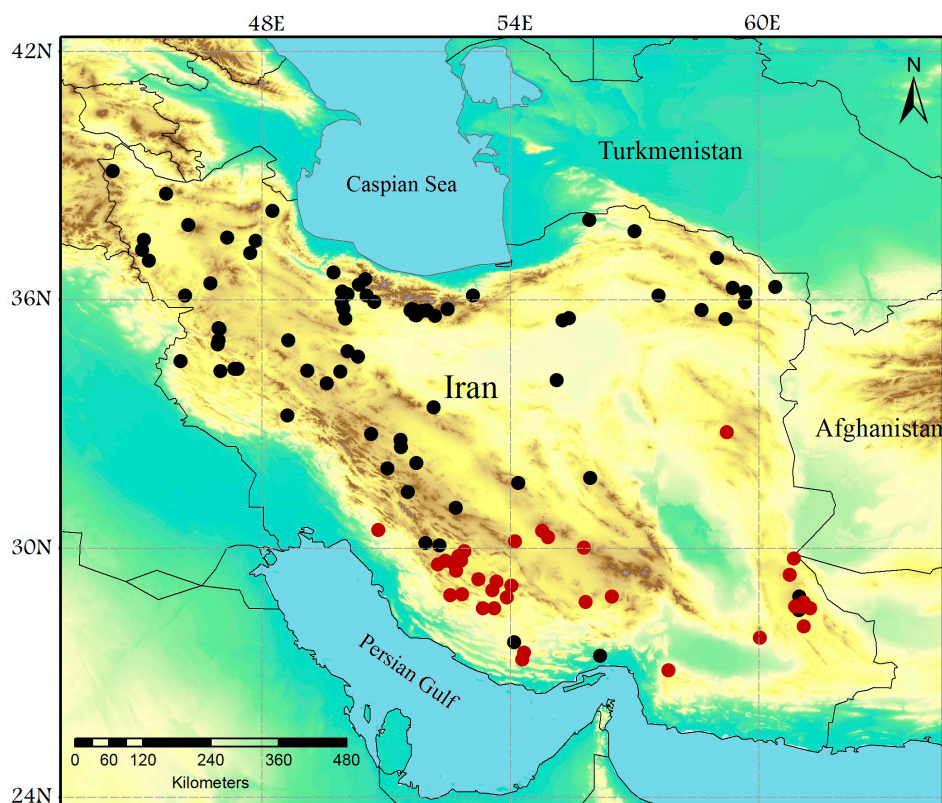 48E 54E 60E
42N
N
Turkmenistan
Caspian Sea
36N
Iran
Afghanistan
30N
Persian Gulf
0 60 120 240 360 480
Kilometers
24N